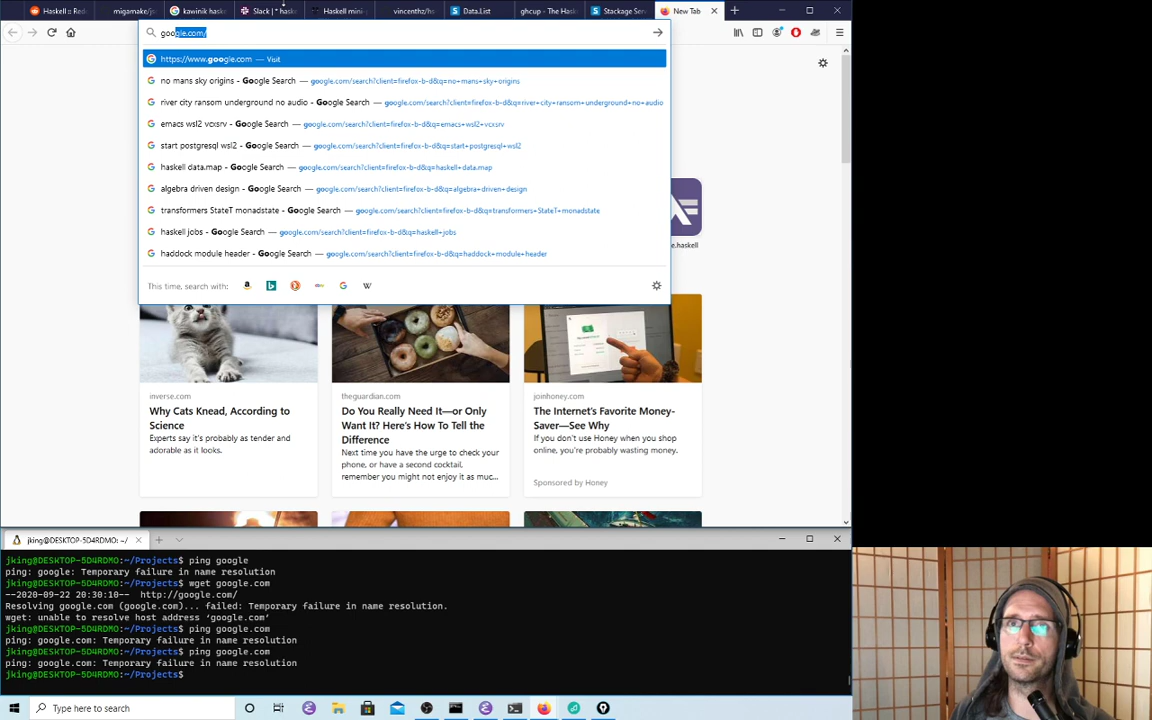 Haskell :: Redd
migamake/js
kawinik hask
Slack | * hask
Haskell mini-
vincenthz/ho
Data.List
ghcup - The Hask
Stackage Serv
New Tab
google.com/
https://www.google.com — Visit
no mans sky origins - Google Search — google.com/search?client=firefox-b-d&q=no+mans+sky+origins
river city ransom underground no audio - Google Search — google.com/search?client=firefox-b-d&q=river+city+ransom+underground+no+audio
emacs wsl2 vcxsrv - Google Search — google.com/search?client=firefox-b-d&q=emacs+wsl2+vcxsrv
start postgresql wsl2 - Google Search — google.com/search?client=firefox-b-d&q=start+postgresql+wsl2
haskell data.map - Google Search — google.com/search?client=firefox-b-d&q=haskell+data.map
algebra driven design - Google Search — google.com/search?client=firefox-b-d&q=algebra+driven+design
transformers StateT monadstate - Google Search — google.com/search?client=firefox-b-d&q=transformers+StateT+monadstate
haskell jobs - Google Search — google.com/search?client=firefox-b-d&q=haskell+jobs
e.haskell
haddock module header - Google Search — google.com/search?client=firefox-b-d&q=haddock+module+header
This time, search with:
inverse.com
Why Cats Knead, According to
Science
Experts say it's probably as tender and
adorable as it looks.
theguardian.com
Do You Really Need It—or Only
Want It? Here's How To Tell the
Difference
Next time you have the urge to check your
phone, or have a second cocktail,
remember you might not enjoy it as muc...
joinhoney.com
The Internet's Favorite Money-
Saver—See Why
If you don't use Honey when you shop
online, you're probably wasting money.
Sponsored by Honey
jking@DESKTOP-5D4RDMO: ~/
jking@DESKTOP-5D4RDMO:~/Projects$ ping google
ping: google: Temporary failure in name resolution
jking@DESKTOP-5D4RDMO:~/Projects$ wget google.com
--2020-09-22 20:30:10--  http://google.com/
Resolving google.com (google.com)... failed: Temporary failure in name resolution.
wget: unable to resolve host address ‘google.com’
jking@DESKTOP-5D4RDMO:~/Projects$ ping google.com
ping: google.com: Temporary failure in name resolution
jking@DESKTOP-5D4RDMO:~/Projects$ ping google.com
ping: google.com: Temporary failure in name resolution
jking@DESKTOP-5D4RDMO:~/Projects$
Type here to search